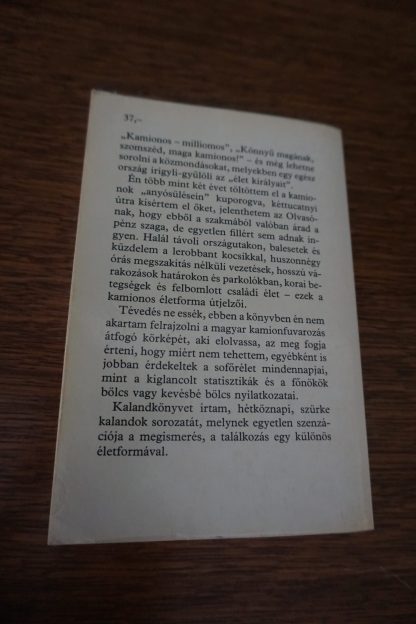 37,–
„Kamionos – milliomos”, „Könnyű magának,
szomszéd, maga kamionos!” – és még lehetne
sorolni a közmondásokat, melyekben egy egész
ország irigyli-gyűlöli az „élet királyait”.
Én több mint két évet töltöttem el a kamio-
nok „anyósülésein” kuporogva, kéttucatnyi
útra kisértem el őket, jelenthetem az Olvasó-
nak, hogy ebből a szakmából valóban árad a
pénz szaga, de egyetlen fillért sem adnak in-
gyen. Halál távoli országutakon, balesetek és
küzdelem a lerobbant kocsikkal, huszonnégy
órás megszakítás nélküli vezetések, hosszú vá-
rakozások határokon és parkolókban, korai be-
tegségek és felbomlott családi élet – ezek a
kamionos életforma útjelzői.
Tévedés ne essék, ebben a könyvben én nem
akartam felrajzolni a magyar kamionfuvarozás
átfogó körképét, aki elolvassa, az meg fogja
érteni, hogy miért nem tehettem, egyébként is
jobban érdekeltek a sofőrélet mindennapjai,
mint a kiglancolt statisztikák és a főnökök
bölcs vagy kevésbé bölcs nyilatkozatai.
Kalandkönyvet irtam, hétköznapi, szürke
kalandok sorozatát, melynek egyetlen szenzá-
ciója a megismerés, a találkozás egy különös
életformával.